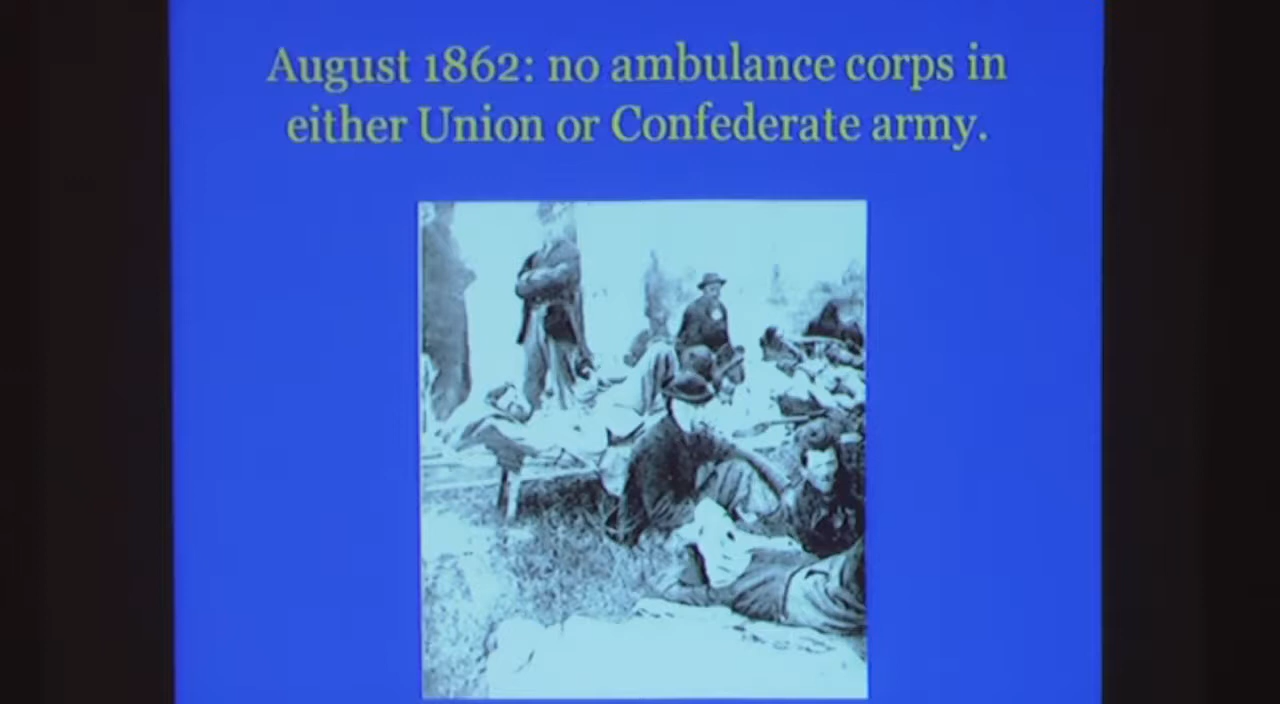 August 1862: no ambulance corps in
either Union or Confederate army.